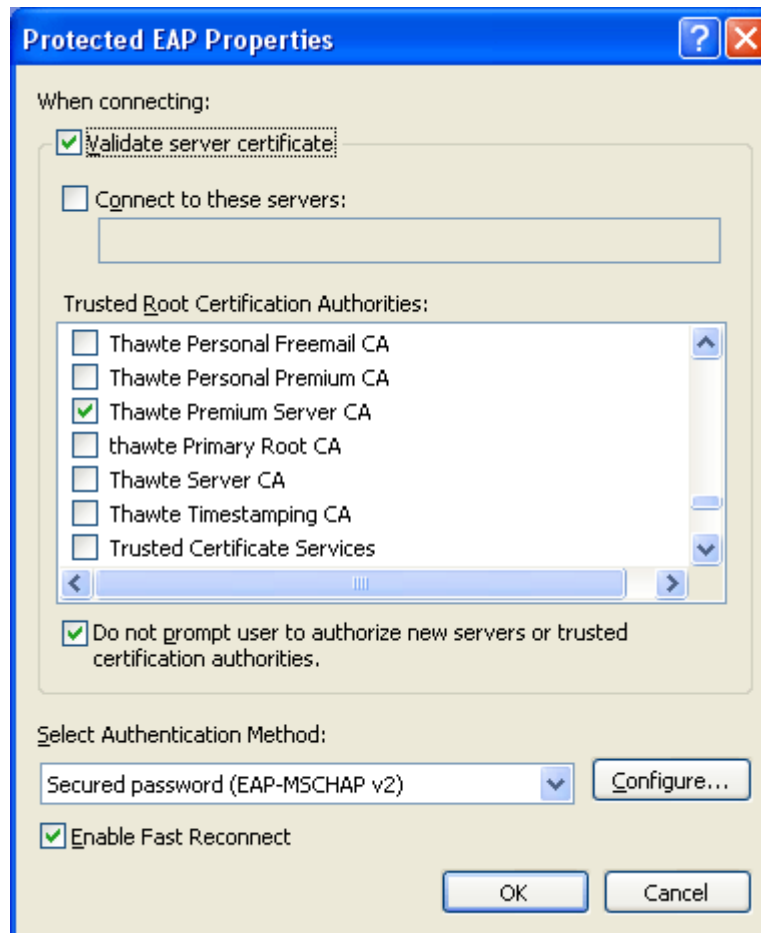 Protected EAP Properties
When connecting:
Validate server certificate
Connect to these servers:
Trusted Root Certification Authorities:
Thawte Personal Freemail CA
Thawte Personal Premium CA
Thawte Premium Server CA
thawte Primary Root CA
Thawte Server CA
Thawte Timestamping CA
Trusted Certificate Services
Do not prompt user to authorize new servers or trusted
certification authorities.
Select Authentication Method:
Secured password (EAP-MSCHAP v2)
Configure...
Enable Fast Reconnect
OK Cancel